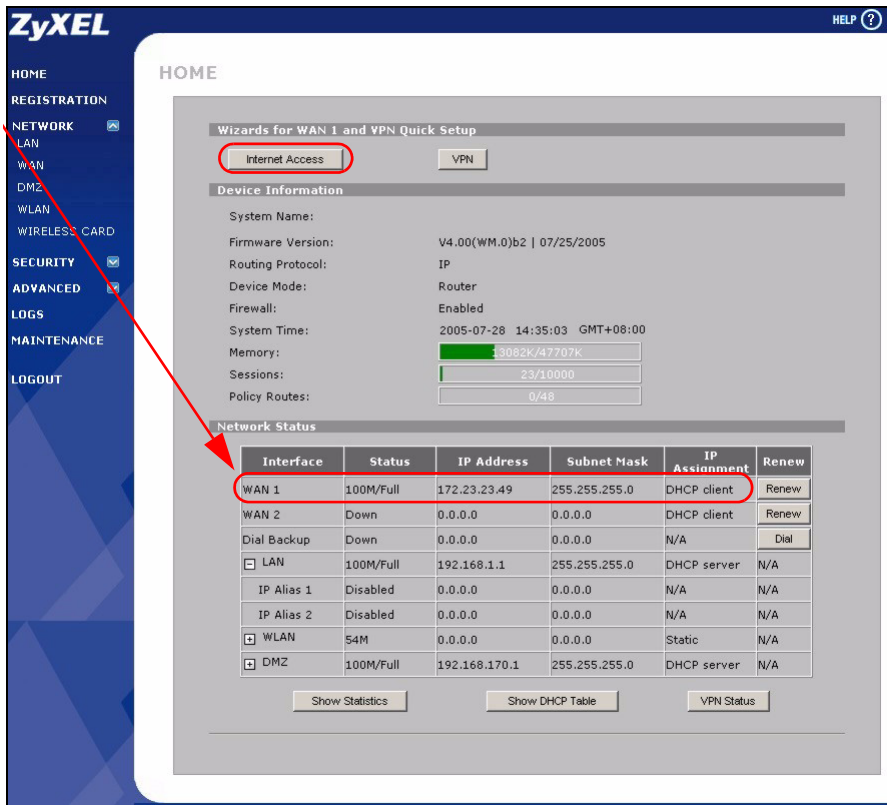 ZyXEL
HELP ?
HOME
REGISTRATION
NETWORK
LAN
WAN
DMZ
WLAN
WIRELESS CARD
SECURITY
ADVANCED
LOGS
MAINTENANCE
LOGOUT
HOME
Wizards for WAN 1 and VPN Quick Setup
Internet Access VPN
Device Information
System Name:
Firmware Version: V4.00(WM.0)b2 | 07/25/2005
Routing Protocol: IP
Device Mode: Router
Firewall: Enabled
System Time: 2005-07-28 14:35:03 GMT+08:00
Memory: 13082K/47707K
Sessions: 23/10000
Policy Routes: 0/48
Network Status
Interface Status IP Address Subnet Mask IP Assignment Renew
WAN 1 100M/Full 172.23.23.49 255.255.255.0 DHCP client Renew
WAN 2 Down 0.0.0.0 0.0.0.0 DHCP client Renew
Dial Backup Down 0.0.0.0 0.0.0.0 N/A Dial
LAN 100M/Full 192.168.1.1 255.255.255.0 DHCP server N/A
IP Alias 1 Disabled 0.0.0.0 0.0.0.0 N/A N/A
IP Alias 2 Disabled 0.0.0.0 0.0.0.0 N/A N/A
WLAN 54M 0.0.0.0 0.0.0.0 Static N/A
DMZ 100M/Full 192.168.170.1 255.255.255.0 DHCP server N/A
Show Statistics Show DHCP Table VPN Status